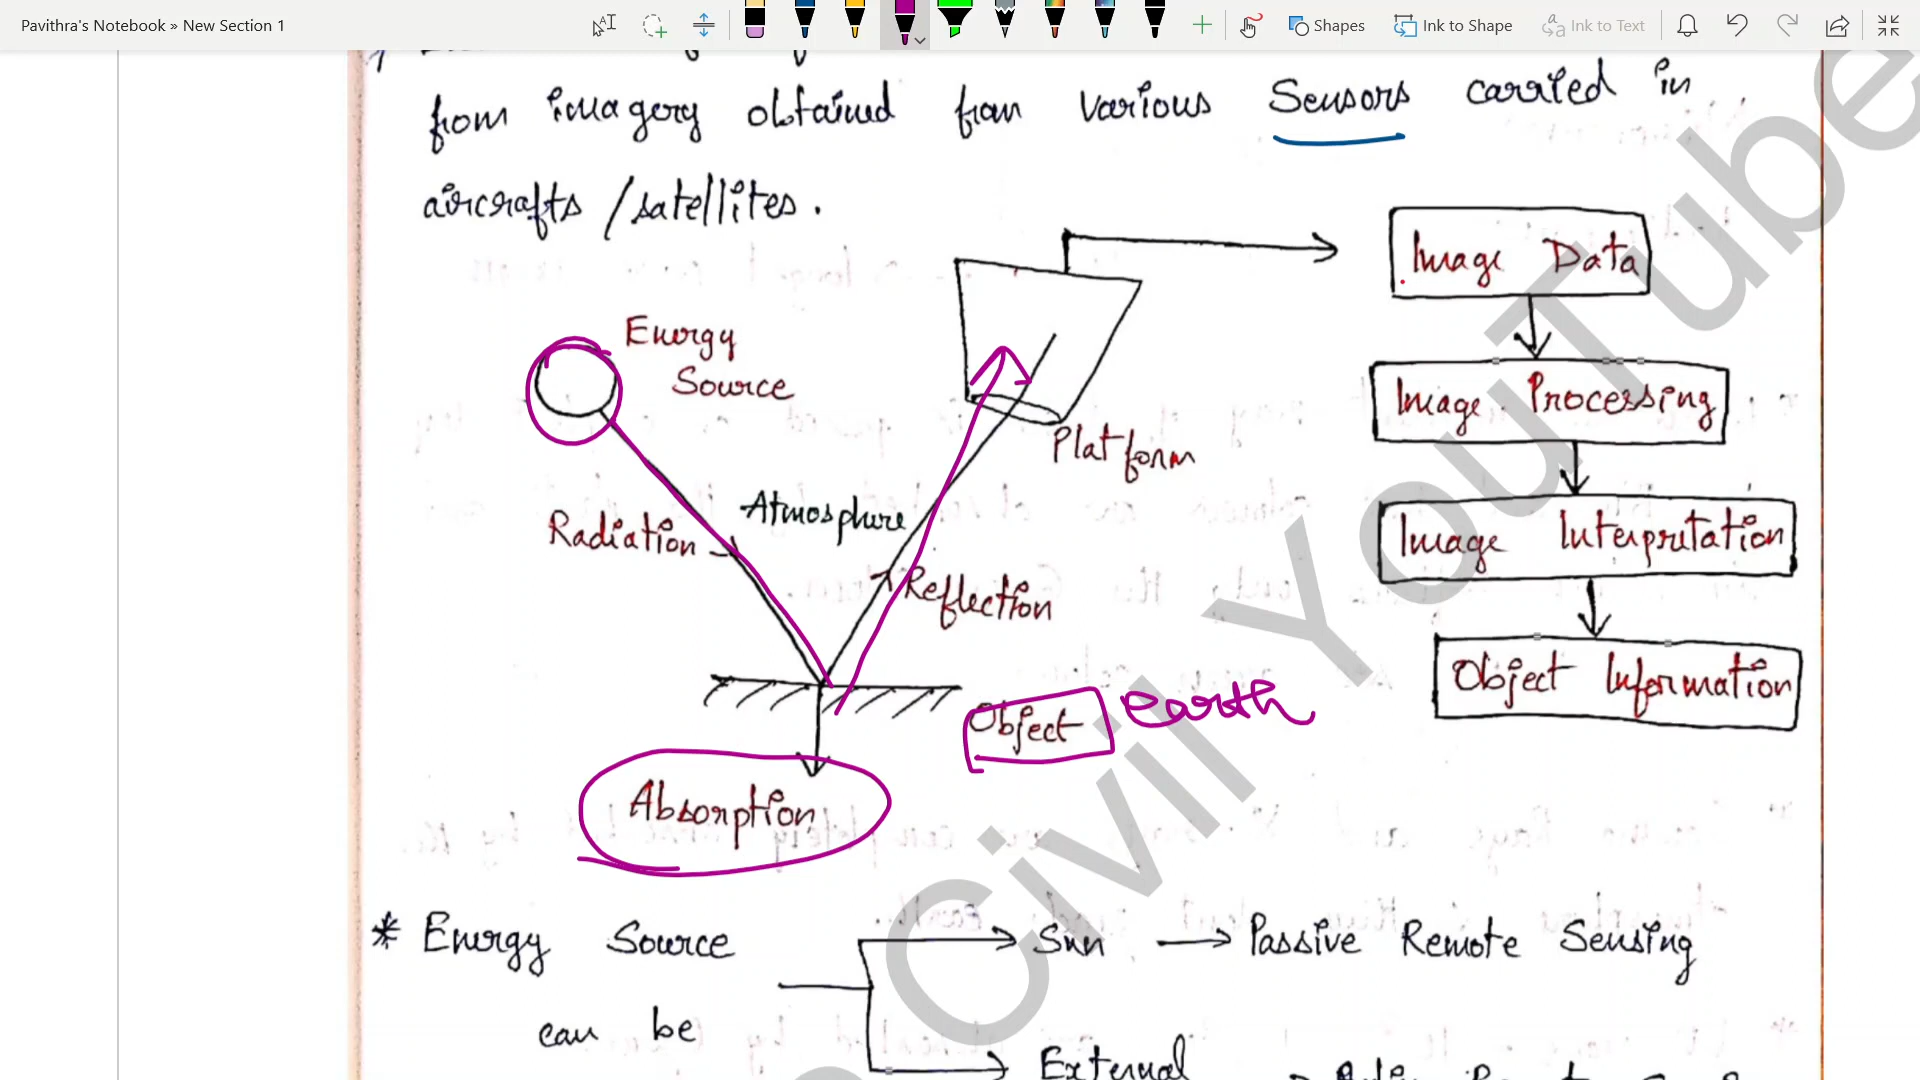 Pavithra's Notebook » New Section 1
Shapes
Ink to Shape
Ink to Text
from imagery obtained from various Sensors carried in
aircrafts / satellites.
Energy
Source
Radiation
Atmosphere
Reflection
Platform
Object
earth
Absorption
Image Data
Image Processing
Image Interpretation
Object Information
* Energy Source
can be
Sun → Passive Remote Sensing
External
Civil YouTube